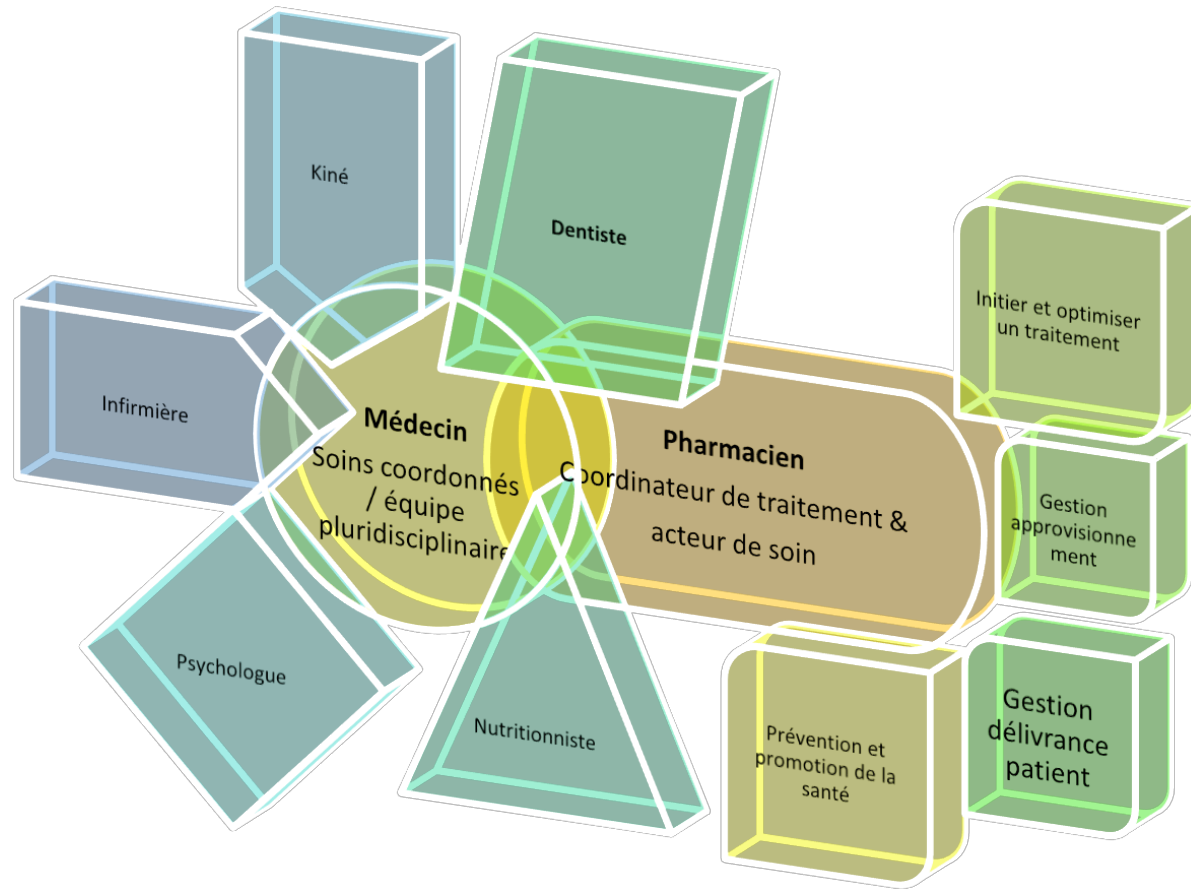 Kiné
Dentiste
Infirmière
Médecin
Soins coordonnés
/ équipe
pluridisciplinaire
Pharmacien
Coordinateur de traitement &
acteur de soin
Initier et optimiser
un traitement
Gestion
approvisionne
ment
Psychologue
Nutritionniste
Prévention et
promotion de la
santé
Gestion
délivrance
patient